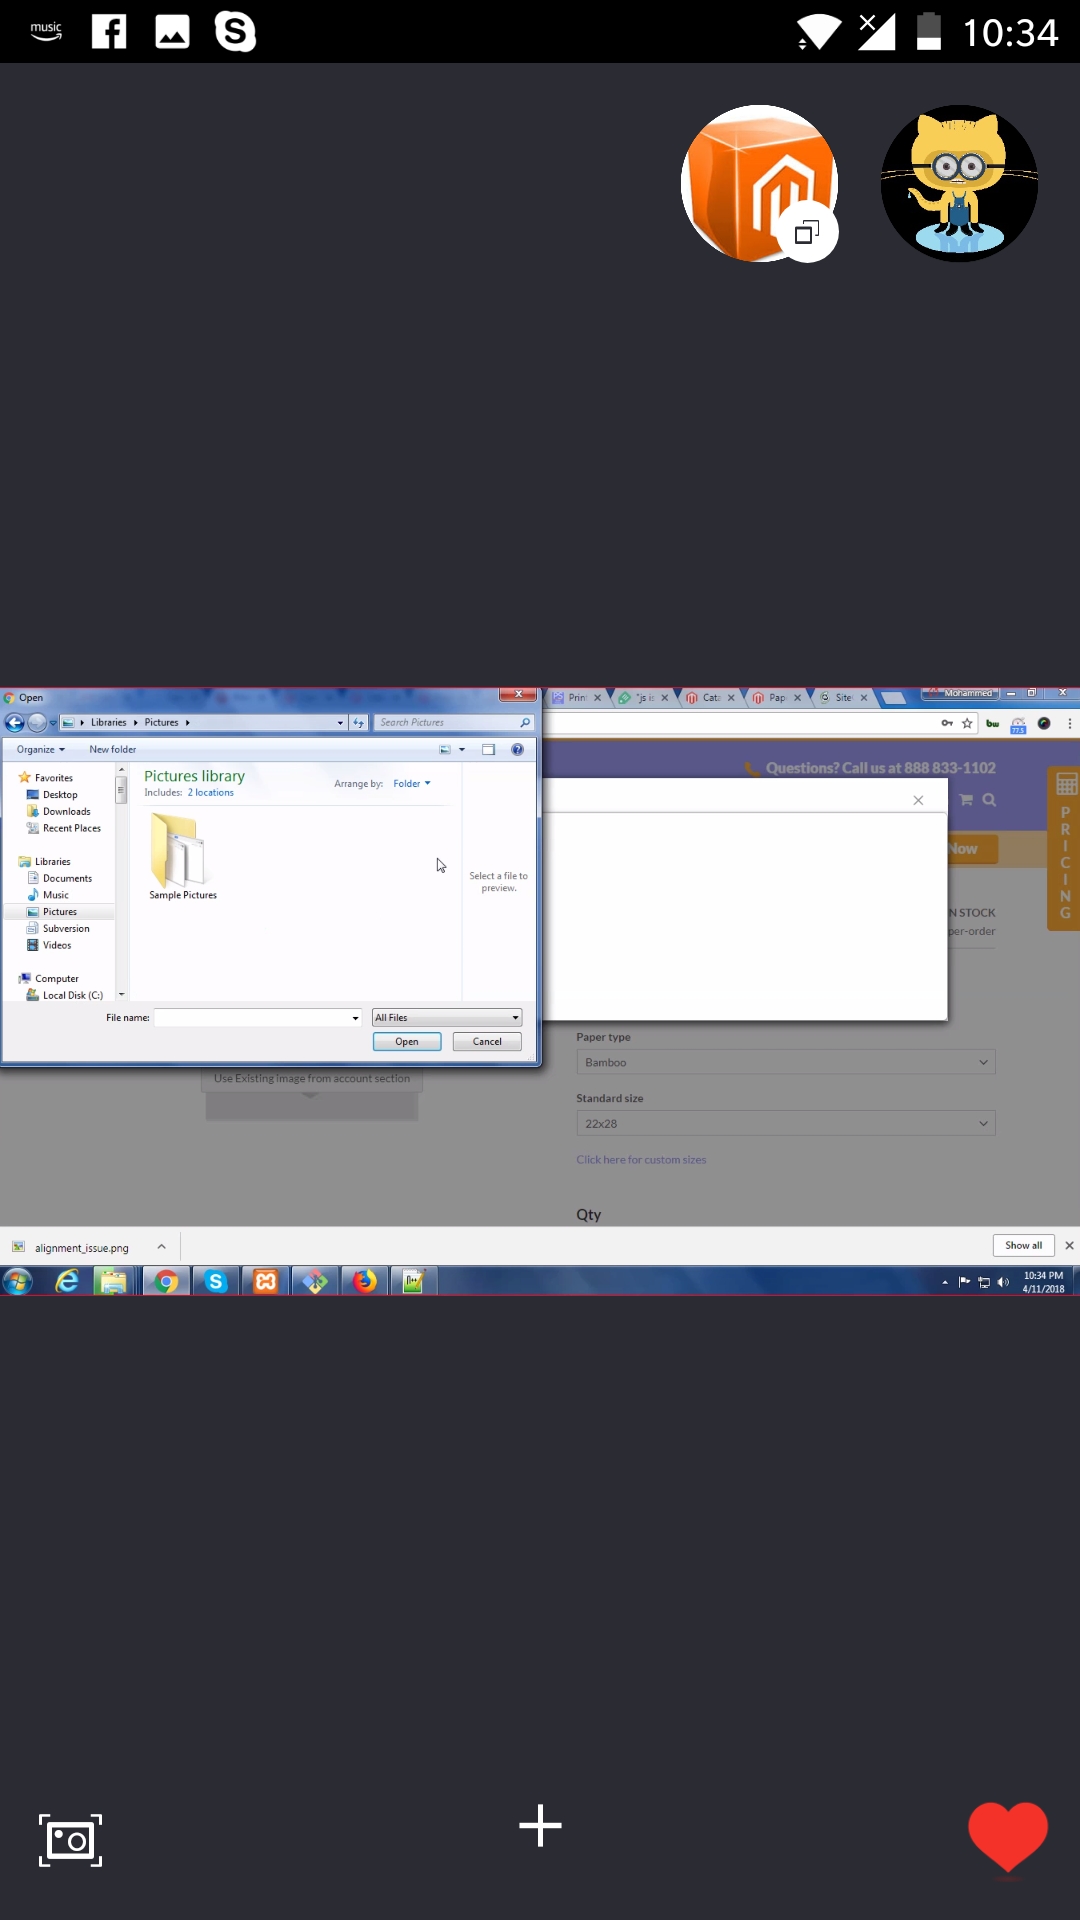 music
10:34
Open
Print
"js is
Cata
Pap
Site
Mohammed
Libraries
Pictures
Search Pictures
bw
Organize
New folder
Questions? Call us at 888 833-1102
Favorites
Desktop
Downloads
Recent Places
Libraries
Documents
Music
Pictures
Subversion
Videos
Computer
Local Disk (C:)
Pictures library
Includes: 2 locations
Arrange by:
Folder
Sample Pictures
Select a file to
preview.
Now
PRICING
N STOCK
per-order
File name:
All Files
Open
Cancel
Paper type
Bamboo
Use Existing image from account section
Standard size
22x28
Click here for custom sizes
Qty
alignment_issue.png
Show all
10:34 PM
4/11/2018